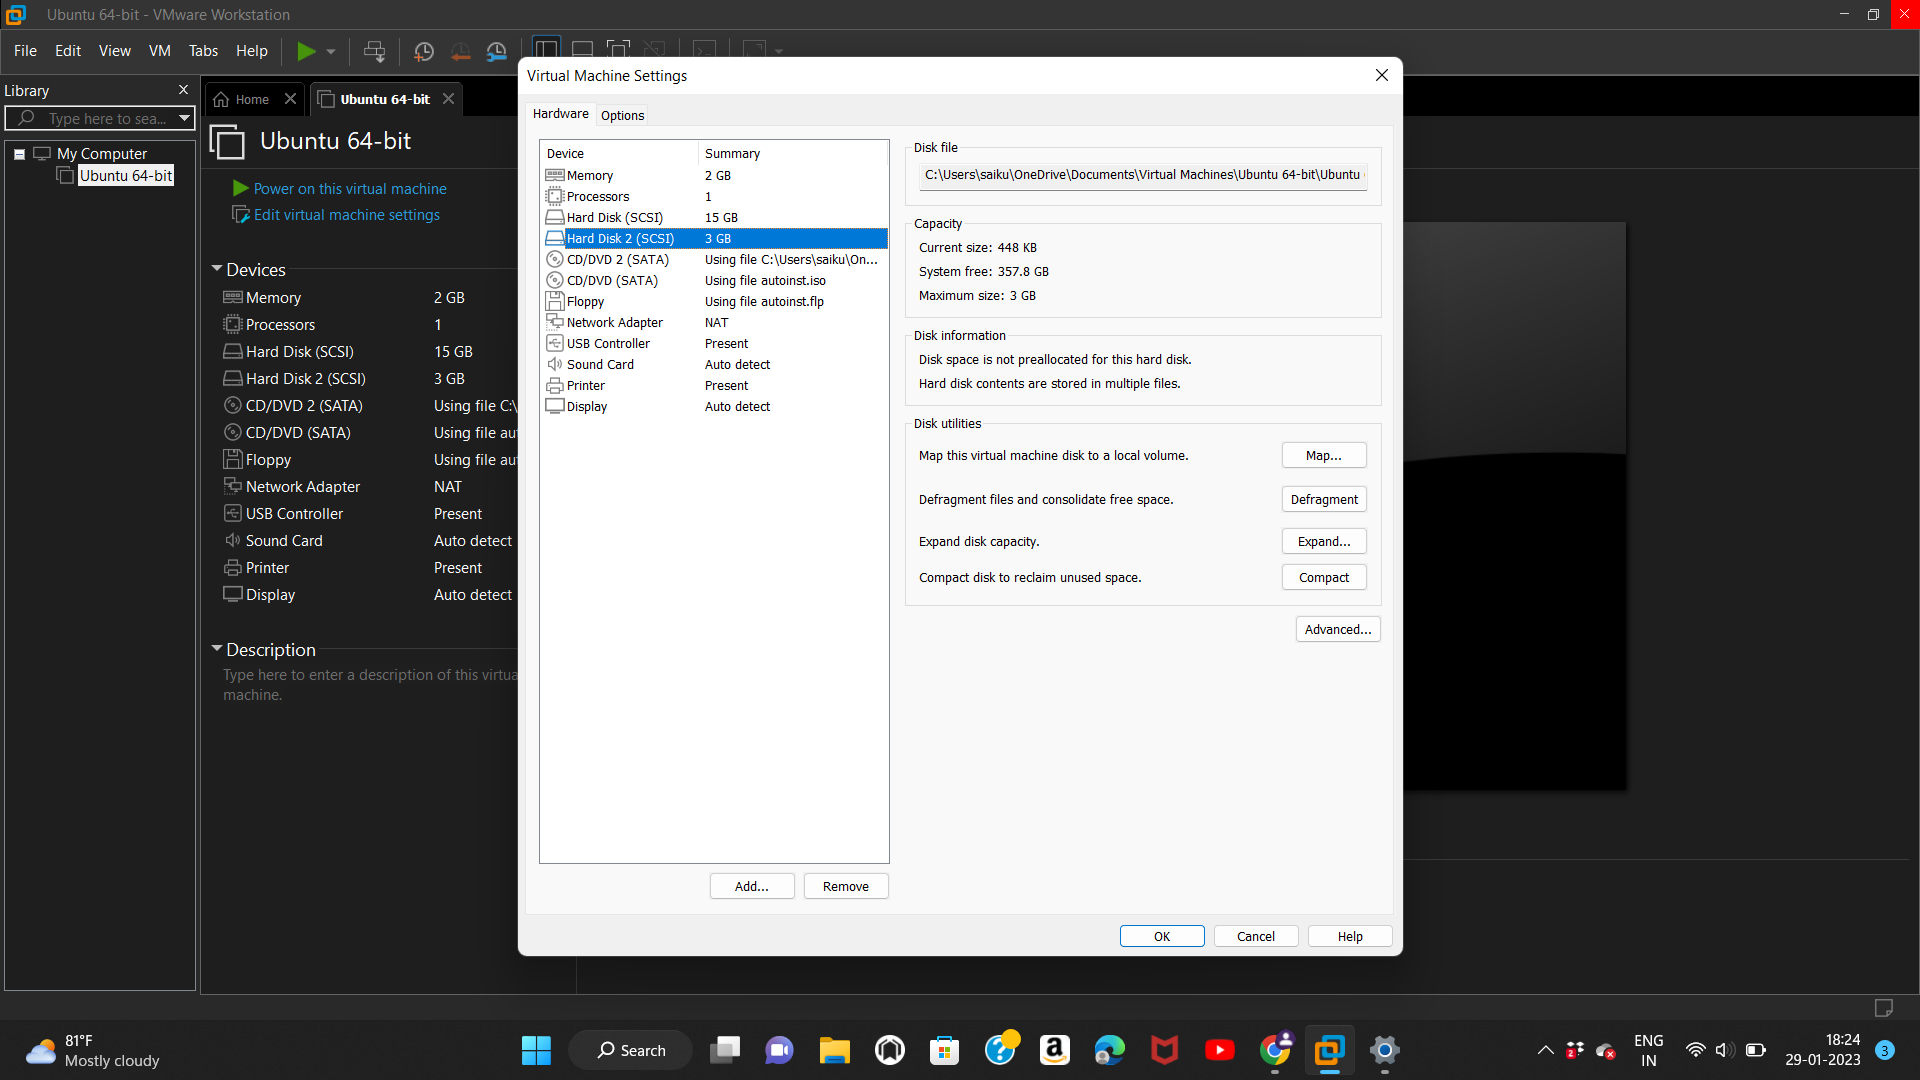 Ubuntu 64-bit - VMware Workstation
File Edit View VM Tabs Help
Library
Type here to sea...
My Computer
Ubuntu 64-bit
Home
Ubuntu 64-bit
Ubuntu 64-bit
Power on this virtual machine
Edit virtual machine settings
Devices
Memory 2 GB
Processors 1
Hard Disk (SCSI) 15 GB
Hard Disk 2 (SCSI) 3 GB
CD/DVD 2 (SATA) Using file C:\
CD/DVD (SATA) Using file au
Floppy Using file au
Network Adapter NAT
USB Controller Present
Sound Card Auto detect
Printer Present
Display Auto detect
Description
Type here to enter a description of this virtua
machine.
Virtual Machine Settings
Hardware Options
Device Summary
Memory 2 GB
Processors 1
Hard Disk (SCSI) 15 GB
Hard Disk 2 (SCSI) 3 GB
CD/DVD 2 (SATA) Using file C:\Users\saiku\On...
CD/DVD (SATA) Using file autoinst.iso
Floppy Using file autoinst.flp
Network Adapter NAT
USB Controller Present
Sound Card Auto detect
Printer Present
Display Auto detect
Add... Remove
Disk file
C:\Users\saiku\OneDrive\Documents\Virtual Machines\Ubuntu 64-bit\Ubuntu
Capacity
Current size: 448 KB
System free: 357.8 GB
Maximum size: 3 GB
Disk information
Disk space is not preallocated for this hard disk.
Hard disk contents are stored in multiple files.
Disk utilities
Map this virtual machine disk to a local volume. Map...
Defragment files and consolidate free space. Defragment
Expand disk capacity. Expand...
Compact disk to reclaim unused space. Compact
Advanced...
OK Cancel Help
81°F
Mostly cloudy
Search
ENG
IN
18:24
29-01-2023
3